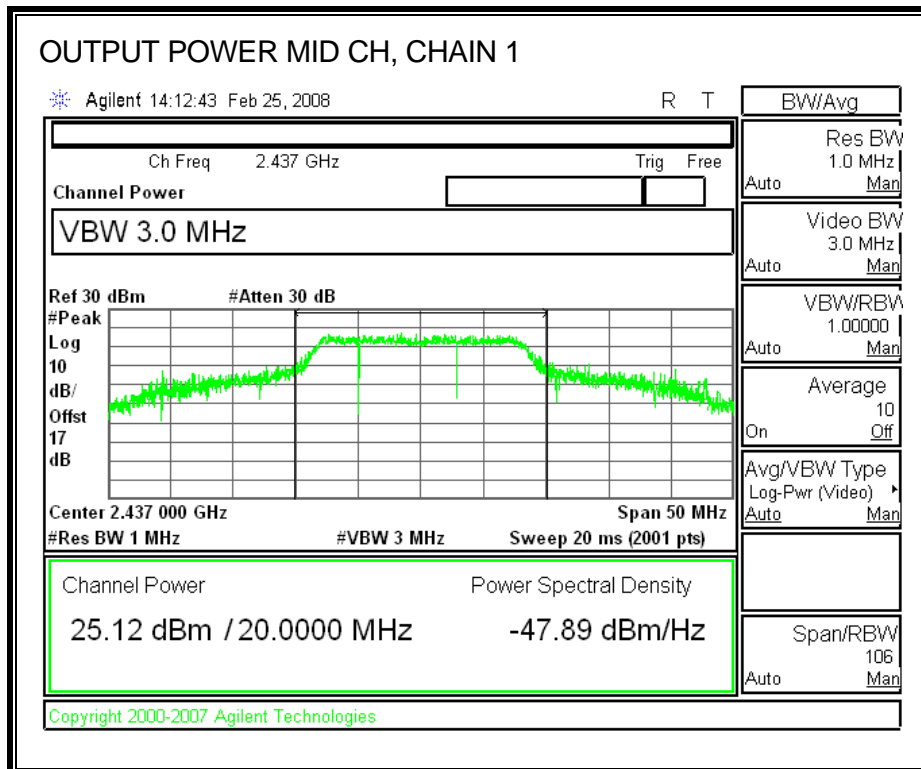 OUTPUT POWER MID CH, CHAIN 1
Agilent 14:12:43 Feb 25, 2008 R T
Ch Freq 2.437 GHz Trig Free
Channel Power
VBW 3.0 MHz
Ref 30 dBm #Atten 30 dB
#Peak
Log
10
dB/
Offst
17
dB
Center 2.437 000 GHz Span 50 MHz
#Res BW 1 MHz #VBW 3 MHz Sweep 20 ms (2001 pts)
Channel Power Power Spectral Density
25.12 dBm / 20.0000 MHz -47.89 dBm/Hz
Copyright 2000-2007 Agilent Technologies
BW/Avg
Res BW
1.0 MHz
Auto Man
Video BW
3.0 MHz
Auto Man
VBW/RBW
1.00000
Auto Man
Average
10
On Off
Avg/VBW Type
Log-Pwr (Video)
Auto Man
Span/RBW
106
Auto Man